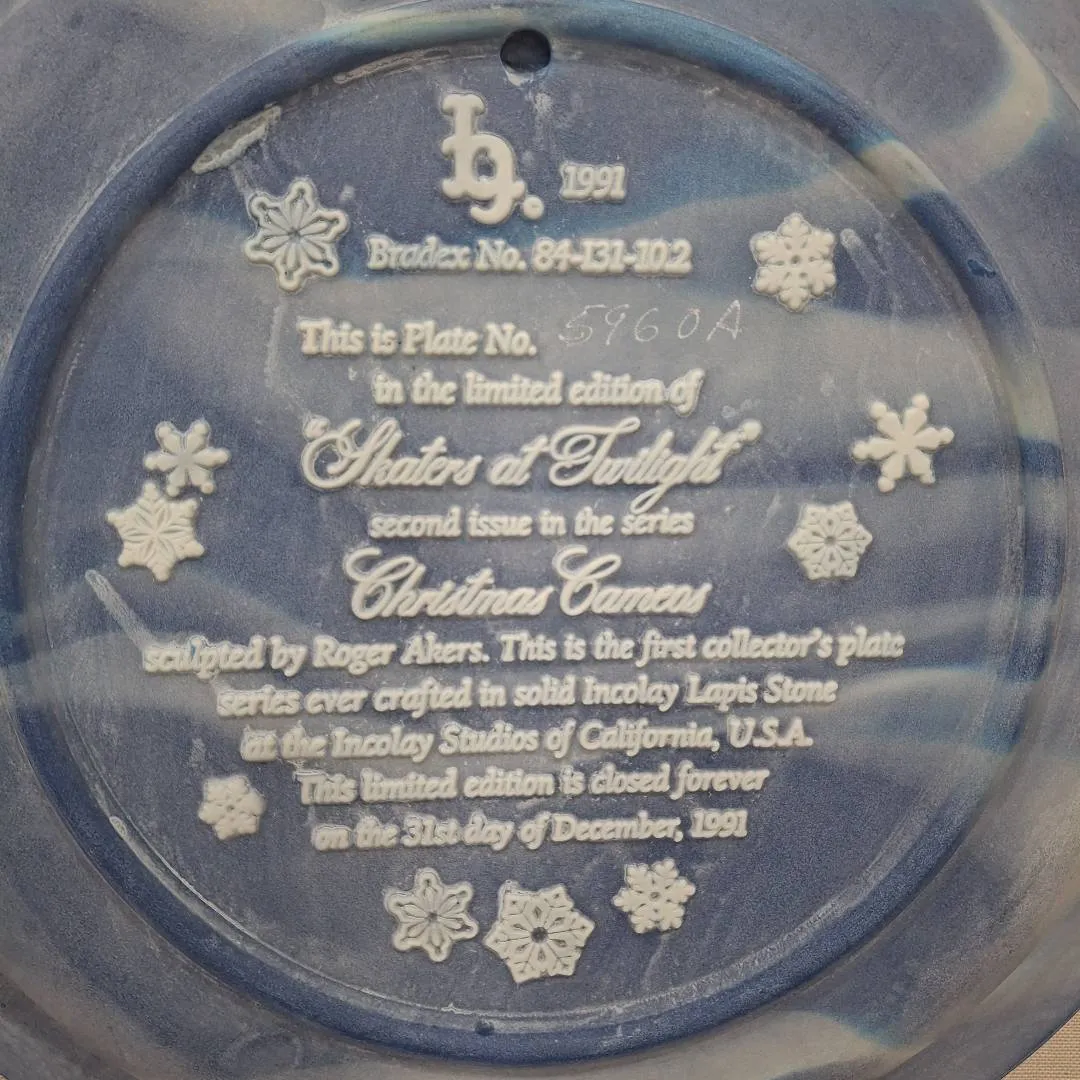 1991
Bradex No. 84-131-10.2
This is Plate No. 5960A
in the limited edition of
"Skaters at Twilight"
second issue in the series
Christmas Cameos
sculpted by Roger Akers. This is the first collector's plate
series ever crafted in solid Incolay Lapis Stone
at the Incolay Studios of California, U.S.A.
This limited edition is closed forever
on the 31st day of December, 1991